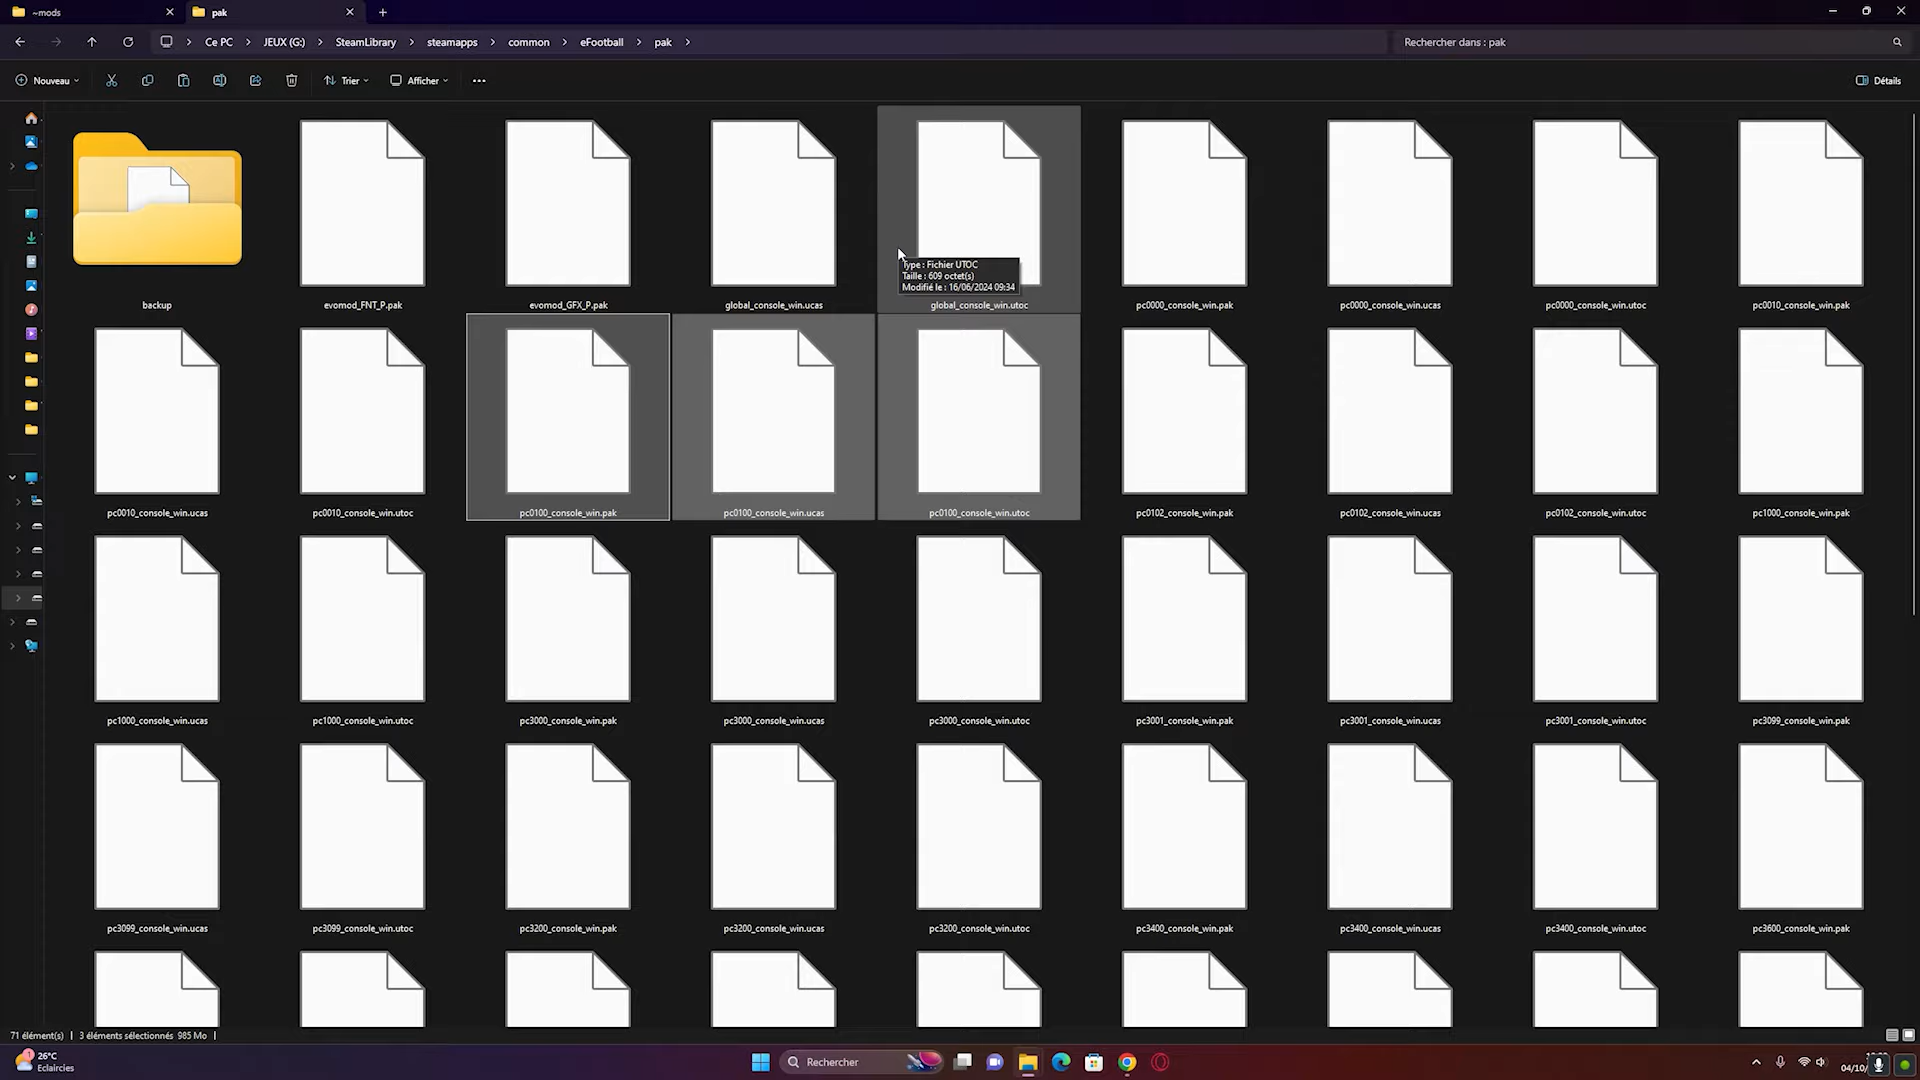 ~mods
pak
Ce PC
JEUX (G:)
SteamLibrary
steamapps
common
eFootball
pak
Rechercher dans : pak
Nouveau
Trier
Afficher
Détails
Type : Fichier UTOC
Taille : 609 octet(s)
Modifié le : 16/06/2024 09:34
backup
evomod_FNT_P.pak
evomod_GFX_P.pak
global_console_win.ucas
global_console_win.utoc
pc0000_console_win.pak
pc0000_console_win.ucas
pc0000_console_win.utoc
pc0010_console_win.pak
pc0010_console_win.ucas
pc0010_console_win.utoc
pc0100_console_win.pak
pc0100_console_win.ucas
pc0100_console_win.utoc
pc0102_console_win.pak
pc0102_console_win.ucas
pc0102_console_win.utoc
pc1000_console_win.pak
pc1000_console_win.ucas
pc1000_console_win.utoc
pc3000_console_win.pak
pc3000_console_win.ucas
pc3000_console_win.utoc
pc3001_console_win.pak
pc3001_console_win.ucas
pc3001_console_win.utoc
pc3099_console_win.pak
pc3099_console_win.ucas
pc3099_console_win.utoc
pc3200_console_win.pak
pc3200_console_win.ucas
pc3200_console_win.utoc
pc3400_console_win.pak
pc3400_console_win.ucas
pc3400_console_win.utoc
pc3600_console_win.pak
71 élément(s)
3 éléments sélectionnés 985 Mo
1
26°C
Eclaircies
Rechercher
04/10/